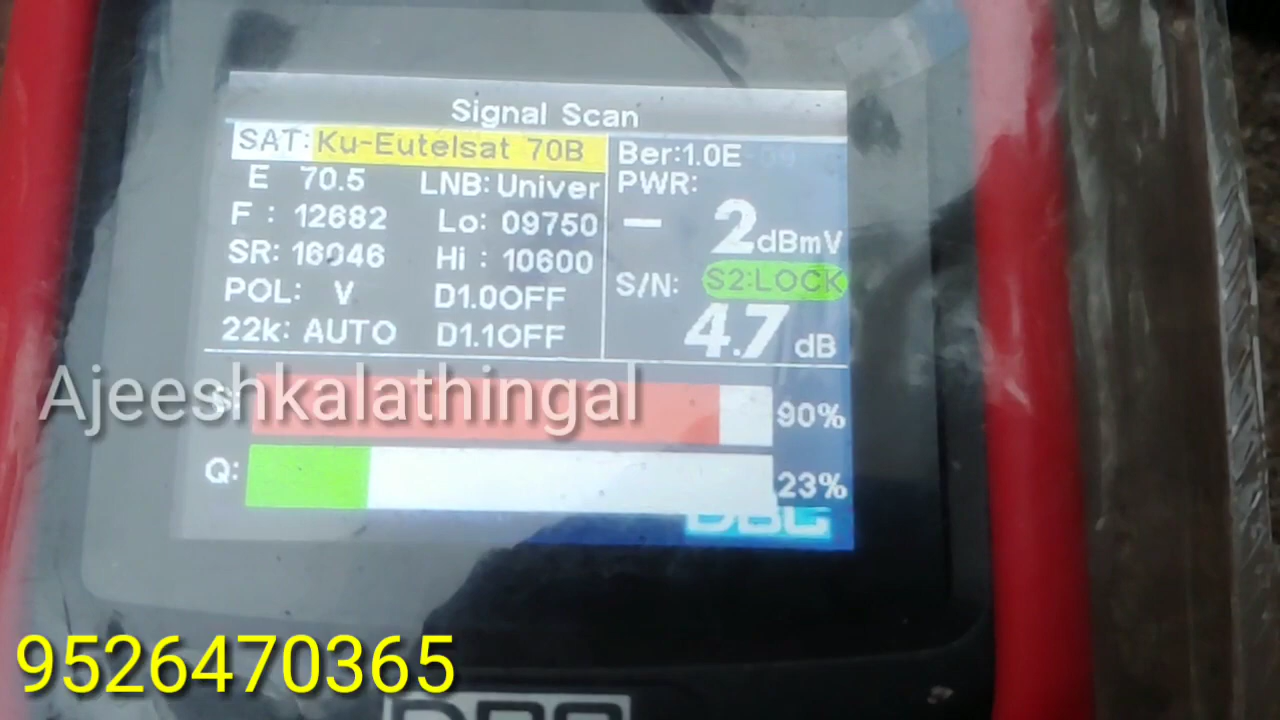 Signal Scan
SAT: Ku-Eutelsat 70B
E 70.5 LNB: Univer
F : 12682 Lo: 09750
SR: 16046 Hi : 10600
POL: V D1.0OFF
22k: AUTO D1.1OFF
Ber:1.0E
PWR:
− 2dBmV
S/N: S2:LOCK
4.7 dB
Ajeeshkalathingal
90%
Q: 23%
9526470365